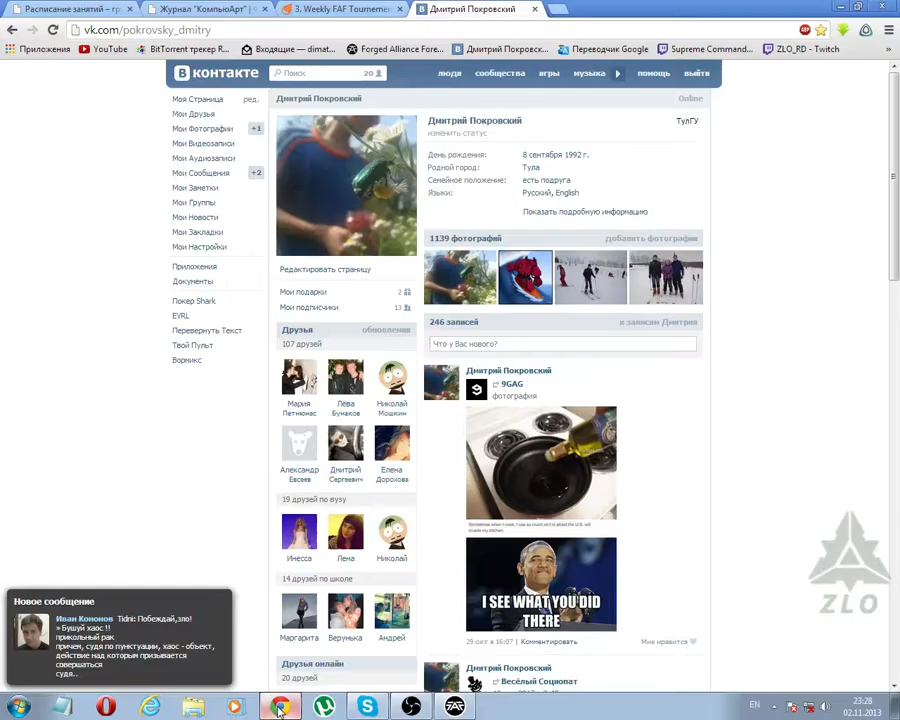 Расписание занятий – гр
Журнал "КомпьюАрт" | 9
3. Weekly FAF Tournement
Дмитрий Покровский
vk.com/pokrovsky_dmitry
Приложения
YouTube
BitTorrent трекер R...
Входящие — dimat...
Forged Alliance Fore...
Дмитрий Покровск...
Переводчик Google
Supreme Command...
ZLO_RD - Twitch
В контакте
Поиск
20
люди
сообщества
игры
музыка
помощь
выйти
Моя Страница ред.
Мои Друзья
Мои Фотографии +1
Мои Видеозаписи
Мои Аудиозаписи
Мои Сообщения +2
Мои Заметки
Мои Группы
Мои Новости
Мои Закладки
Мои Настройки
Приложения
Документы
Покер Shark
EVRL
Перевернуть Текст
Твой Пульт
Вормикс
Дмитрий Покровский
Online
Редактировать страницу
Мои подарки 2
Мои подписчики 13
Друзья обновления
107 друзей
Мария
Петнюнас
Лёва
Бунаков
Николай
Мошкин
Александр
Евсеев
Дмитрий
Сергеевич
Елена
Дорохова
19 друзей по вузу
Инесса
Лена
Николай
14 друзей по школе
Маргарита
Верунька
Андрей
Друзья онлайн
20 друзей
Дмитрий Покровский
ТулГУ
изменить статус
День рождения: 8 сентября 1992 г.
Родной город: Тула
Семейное положение: есть подруга
Языки: Русский, English
Показать подробную информацию
1139 фотографий
добавить фотографии
246 записей
к записям Дмитрия
Что у Вас нового?
Дмитрий Покровский
9GAG
фотография
I SEE WHAT YOU DID
THERE
29 окт в 16:07 | Комментировать
Мне нравится
Дмитрий Покровский
Весёлый Социопат
ZLO
Новое сообщение
Иван Кононов Tidni: Побеждай,зло!
» Бушуй хаос !!
прикольный рак
причем, судя по пунктуации, хаос - объект,
действие над которым призывается
совершаться
судя..
EN
23:28
02.11.2013